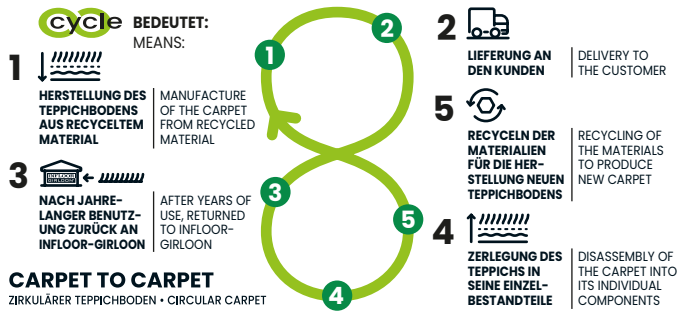 cycle BEDEUTET:
MEANS:
1
HERSTELLUNG DES
TEPPICHBODENS
AUS RECYCELTEM
MATERIAL
MANUFACTURE
OF THE CARPET
FROM RECYCLED
MATERIAL
3
INFLOOR
GIRLOON
NACH JAHRE-
LANGER BENUTZ-
UNG ZURÜCK AN
INFLOOR-GIRLOON
AFTER YEARS OF
USE, RETURNED
TO INFLOOR-
GIRLOON
CARPET TO CARPET
ZIRKULÄRER TEPPICHBODEN • CIRCULAR CARPET
1
2
3
5
4
2
LIEFERUNG AN
DEN KUNDEN
DELIVERY TO
THE CUSTOMER
5
RECYCELN DER
MATERIALIEN
FÜR DIE HER-
STELLUNG NEUEN
TEPPICHBODENS
RECYCLING OF
THE MATERIALS
TO PRODUCE
NEW CARPET
4
ZERLEGUNG DES
TEPPICHS IN
SEINE EINZEL-
BESTANDTEILE
DISASSEMBLY OF
THE CARPET INTO
ITS INDIVIDUAL
COMPONENTS